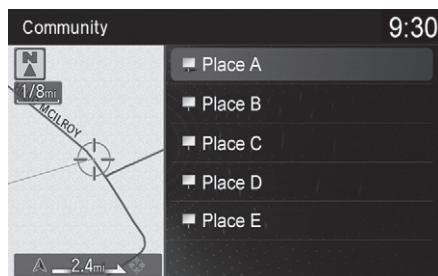 Community 9:30
N
1/8mi
MCILROY
2.4mi
Place A
Place B
Place C
Place D
Place E